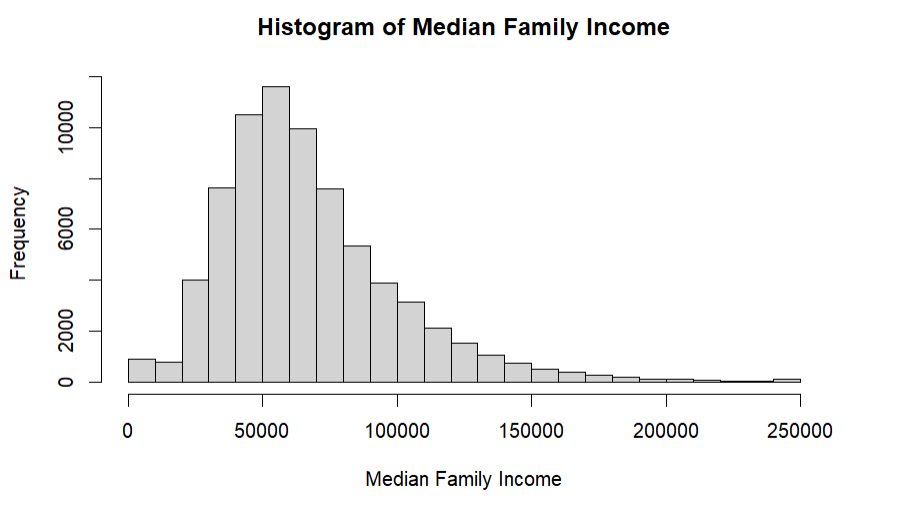 Histogram of Median Family Income
Frequency
10000
6000
2000
0
0 50000 100000 150000 200000 250000
Median Family Income